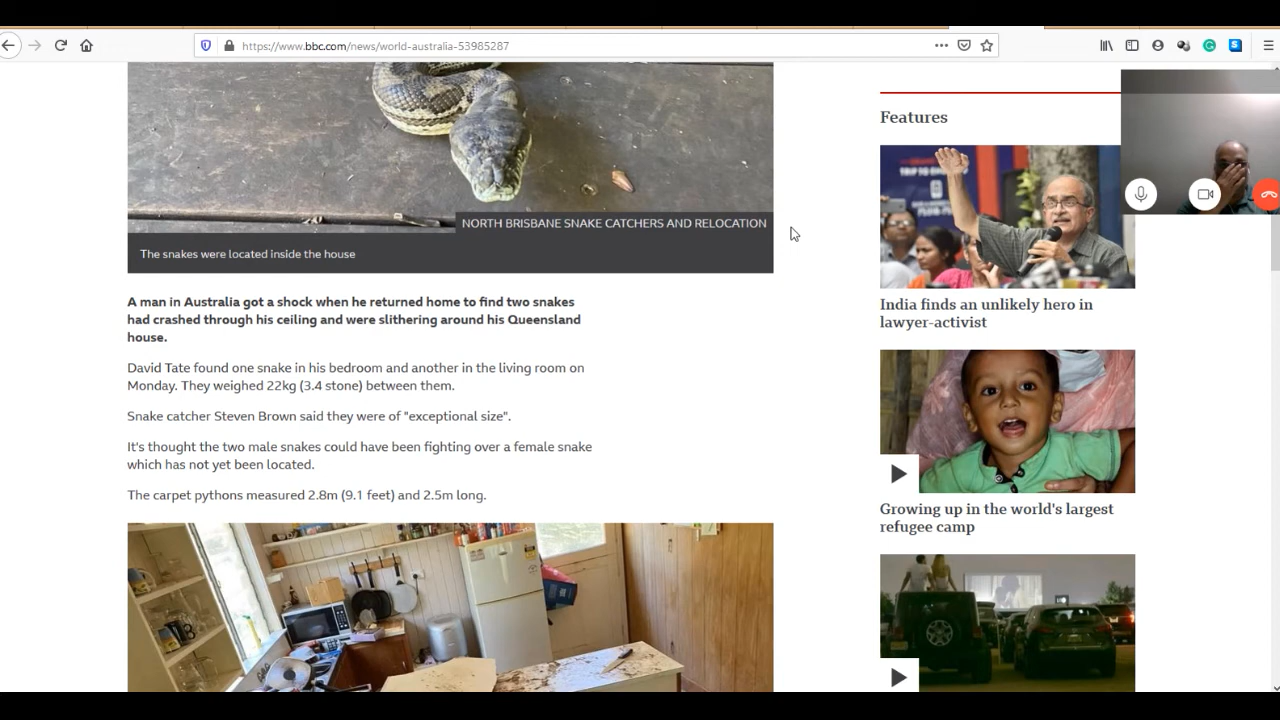 https://www.bbc.com/news/world-australia-53985287
NORTH BRISBANE SNAKE CATCHERS AND RELOCATION
The snakes were located inside the house
A man in Australia got a shock when he returned home to find two snakes
had crashed through his ceiling and were slithering around his Queensland
house.
David Tate found one snake in his bedroom and another in the living room on
Monday. They weighed 22kg (3.4 stone) between them.
Snake catcher Steven Brown said they were of "exceptional size".
It's thought the two male snakes could have been fighting over a female snake
which has not yet been located.
The carpet pythons measured 2.8m (9.1 feet) and 2.5m long.
Features
India finds an unlikely hero in
lawyer-activist
Growing up in the world's largest
refugee camp